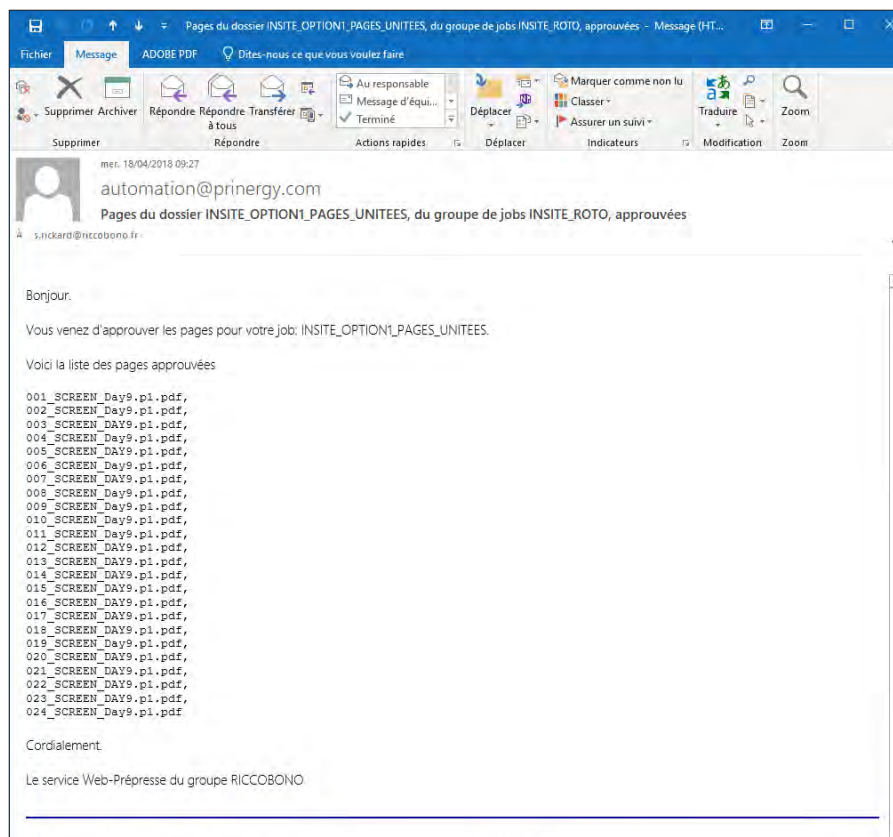 Pages du dossier INSITE_OPTION1_PAGES_UNITEES, du groupe de jobs INSITE_ROTO, approuvées - Message (HT...
Fichier Message ADOBE PDF Dites-nous ce que vous voulez faire
Supprimer Archiver
Répondre Répondre à tous Transférer
Au responsable
Message d'équi...
Terminé
Déplacer
Marquer comme non lu
Classer
Assurer un suivi
Traduire
Zoom
Supprimer Répondre Actions rapides Déplacer Indicateurs Modification Zoom
mer. 18/04/2018 09:27
automation@prinergy.com
Pages du dossier INSITE_OPTION1_PAGES_UNITEES, du groupe de jobs INSITE_ROTO, approuvées
À s.rickard@riccobono.fr
Bonjour.
Vous venez d'approuver les pages pour votre job: INSITE_OPTION1_PAGES_UNITEES.
Voici la liste des pages approuvées
001_SCREEN_Day9.p1.pdf,
002_SCREEN_Day9.p1.pdf,
003_SCREEN_DAY9.p1.pdf,
004_SCREEN_Day9.p1.pdf,
005_SCREEN_DAY9.p1.pdf,
006_SCREEN_Day9.p1.pdf,
007_SCREEN_DAY9.p1.pdf,
008_SCREEN_Day9.p1.pdf,
009_SCREEN_Day9.p1.pdf,
010_SCREEN_Day9.p1.pdf,
011_SCREEN_Day9.p1.pdf,
012_SCREEN_DAY9.p1.pdf,
013_SCREEN_DAY9.p1.pdf,
014_SCREEN_DAY9.p1.pdf,
015_SCREEN_DAY9.p1.pdf,
016_SCREEN_DAY9.p1.pdf,
017_SCREEN_DAY9.p1.pdf,
018_SCREEN_DAY9.p1.pdf,
019_SCREEN_Day9.p1.pdf,
020_SCREEN_DAY9.p1.pdf,
021_SCREEN_DAY9.p1.pdf,
022_SCREEN_DAY9.p1.pdf,
023_SCREEN_DAY9.p1.pdf,
024_SCREEN_Day9.p1.pdf
Cordialement.
Le service Web-Prépresse du groupe RICCOBONO